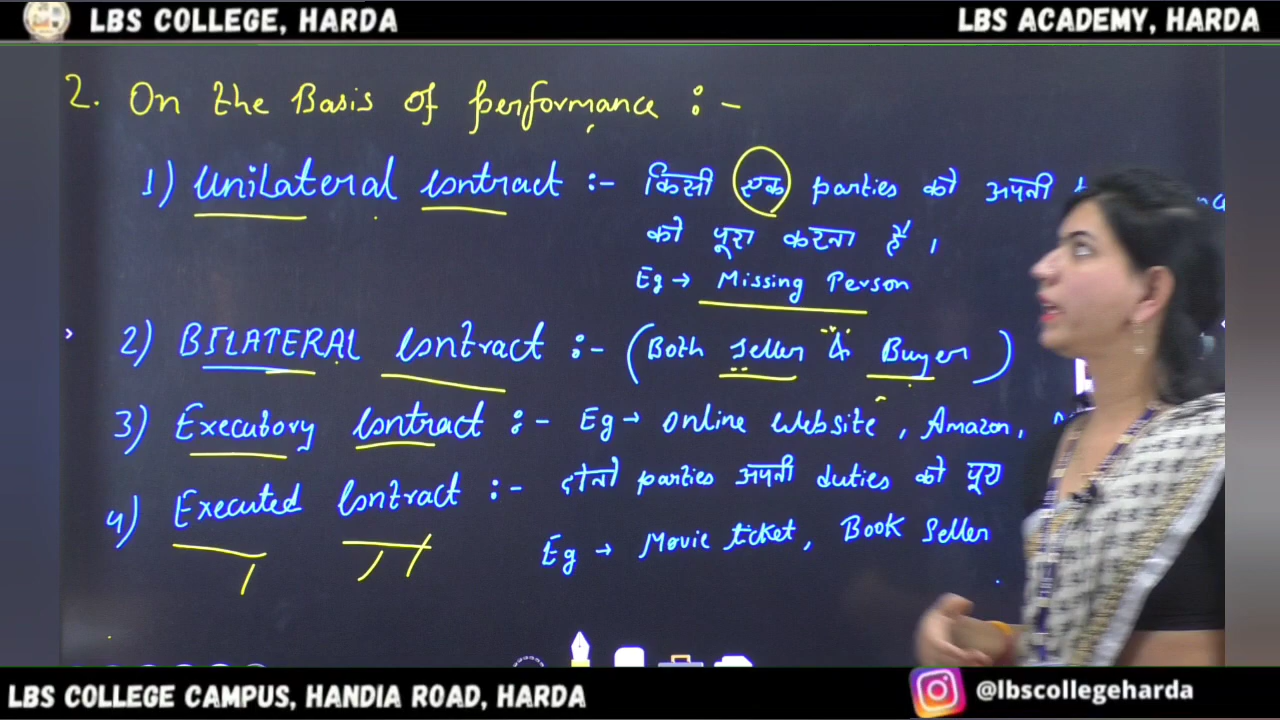 LBS COLLEGE, HARDA
LBS ACADEMY, HARDA
2. On the Basis of performance :-
1) Unilateral contract :- किसी एक parties को अपनी
को पूरा करना हैं ।
Eg → Missing Person
2) BILATERAL contract :- (Both seller & Buyer)
3) Executory contract :- Eg → online website, Amazon,
4) Executed contract :- दोनो parties अपनी duties को पूरा
Eg → Movie ticket, Book seller
LBS COLLEGE CAMPUS, HANDIA ROAD, HARDA
@lbscollegeharda